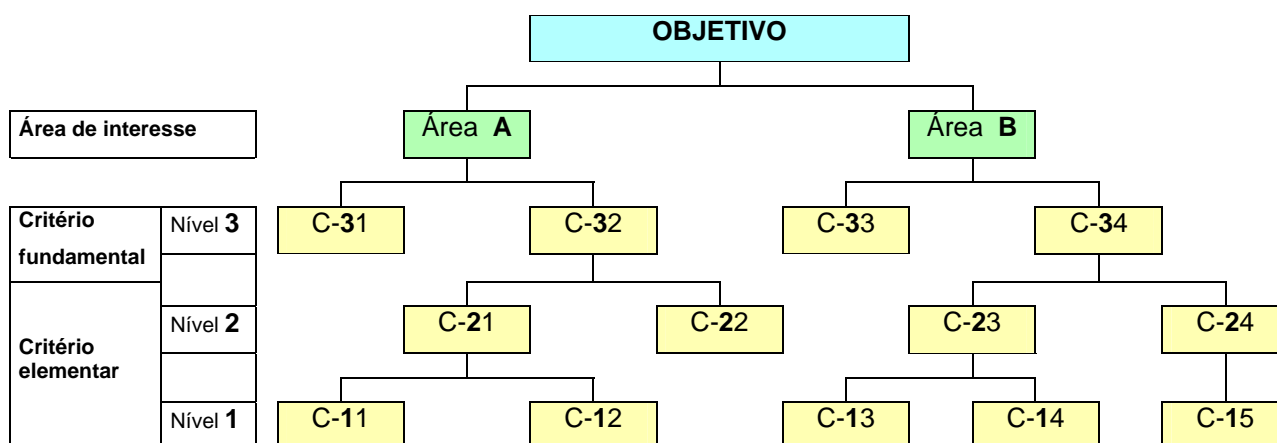 OBJETIVO
Área de interesse
Área A
Área B
Critério
fundamental
Nível 3
C-31
C-32
C-33
C-34
Critério
elementar
Nível 2
C-21
C-22
C-23
C-24
Nível 1
C-11
C-12
C-13
C-14
C-15